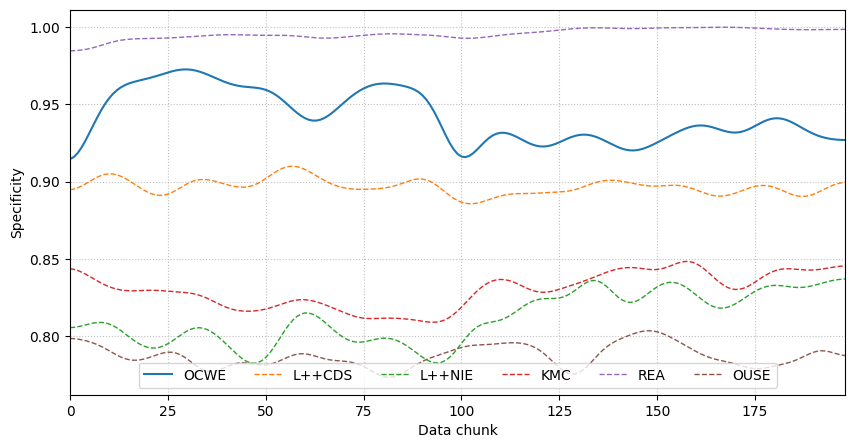 1.00
0.95
0.90
0.85
0.80
Specificity
OCWE L++CDS L++NIE KMC REA OUSE
0 25 50 75 100 125 150 175
Data chunk